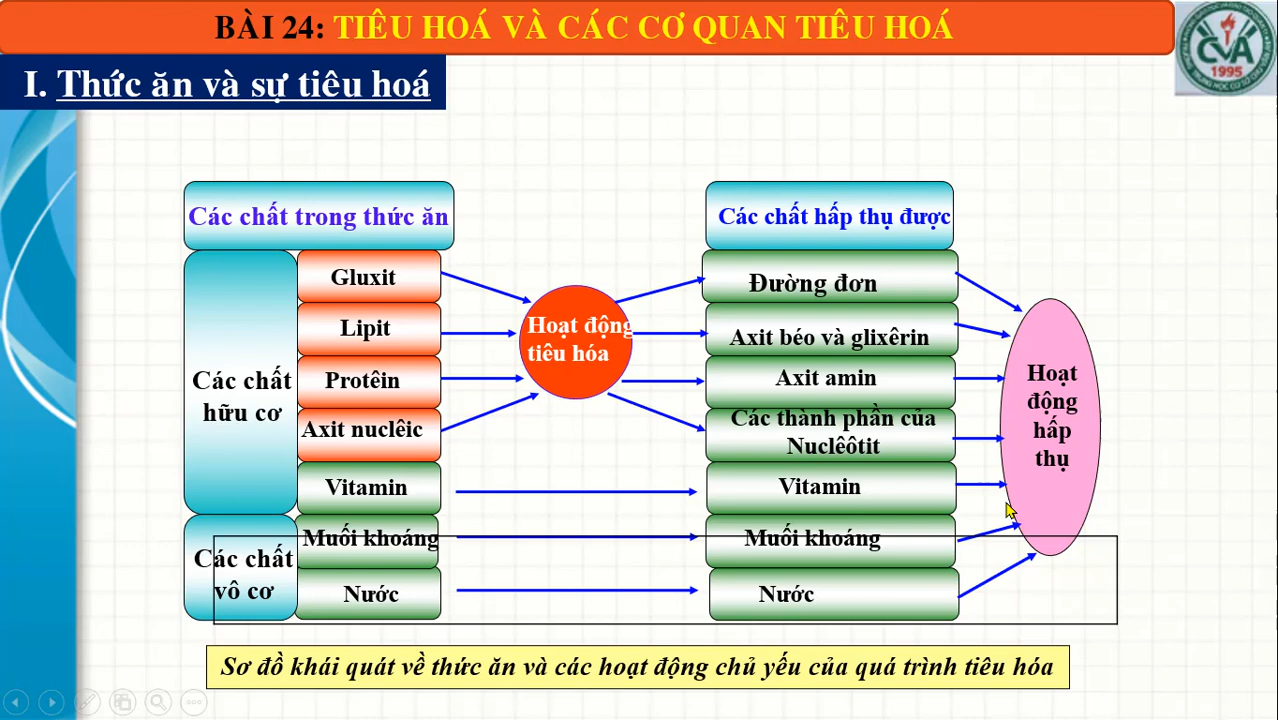 BÀI 24: TIÊU HOÁ VÀ CÁC CƠ QUAN TIÊU HOÁ
CVA
1995
I. Thức ăn và sự tiêu hoá
Các chất trong thức ăn
Các chất hấp thụ được
Các chất
hữu cơ
Gluxit
Lipit
Protêin
Axit nuclêic
Vitamin
Các chất
vô cơ
Muối khoáng
Nước
Hoạt động
tiêu hóa
Đường đơn
Axit béo và glixêrin
Axit amin
Các thành phần của
Nuclêôtit
Vitamin
Muối khoáng
Nước
Hoạt
động
hấp
thụ
Sơ đồ khái quát về thức ăn và các hoạt động chủ yếu của quá trình tiêu hóa